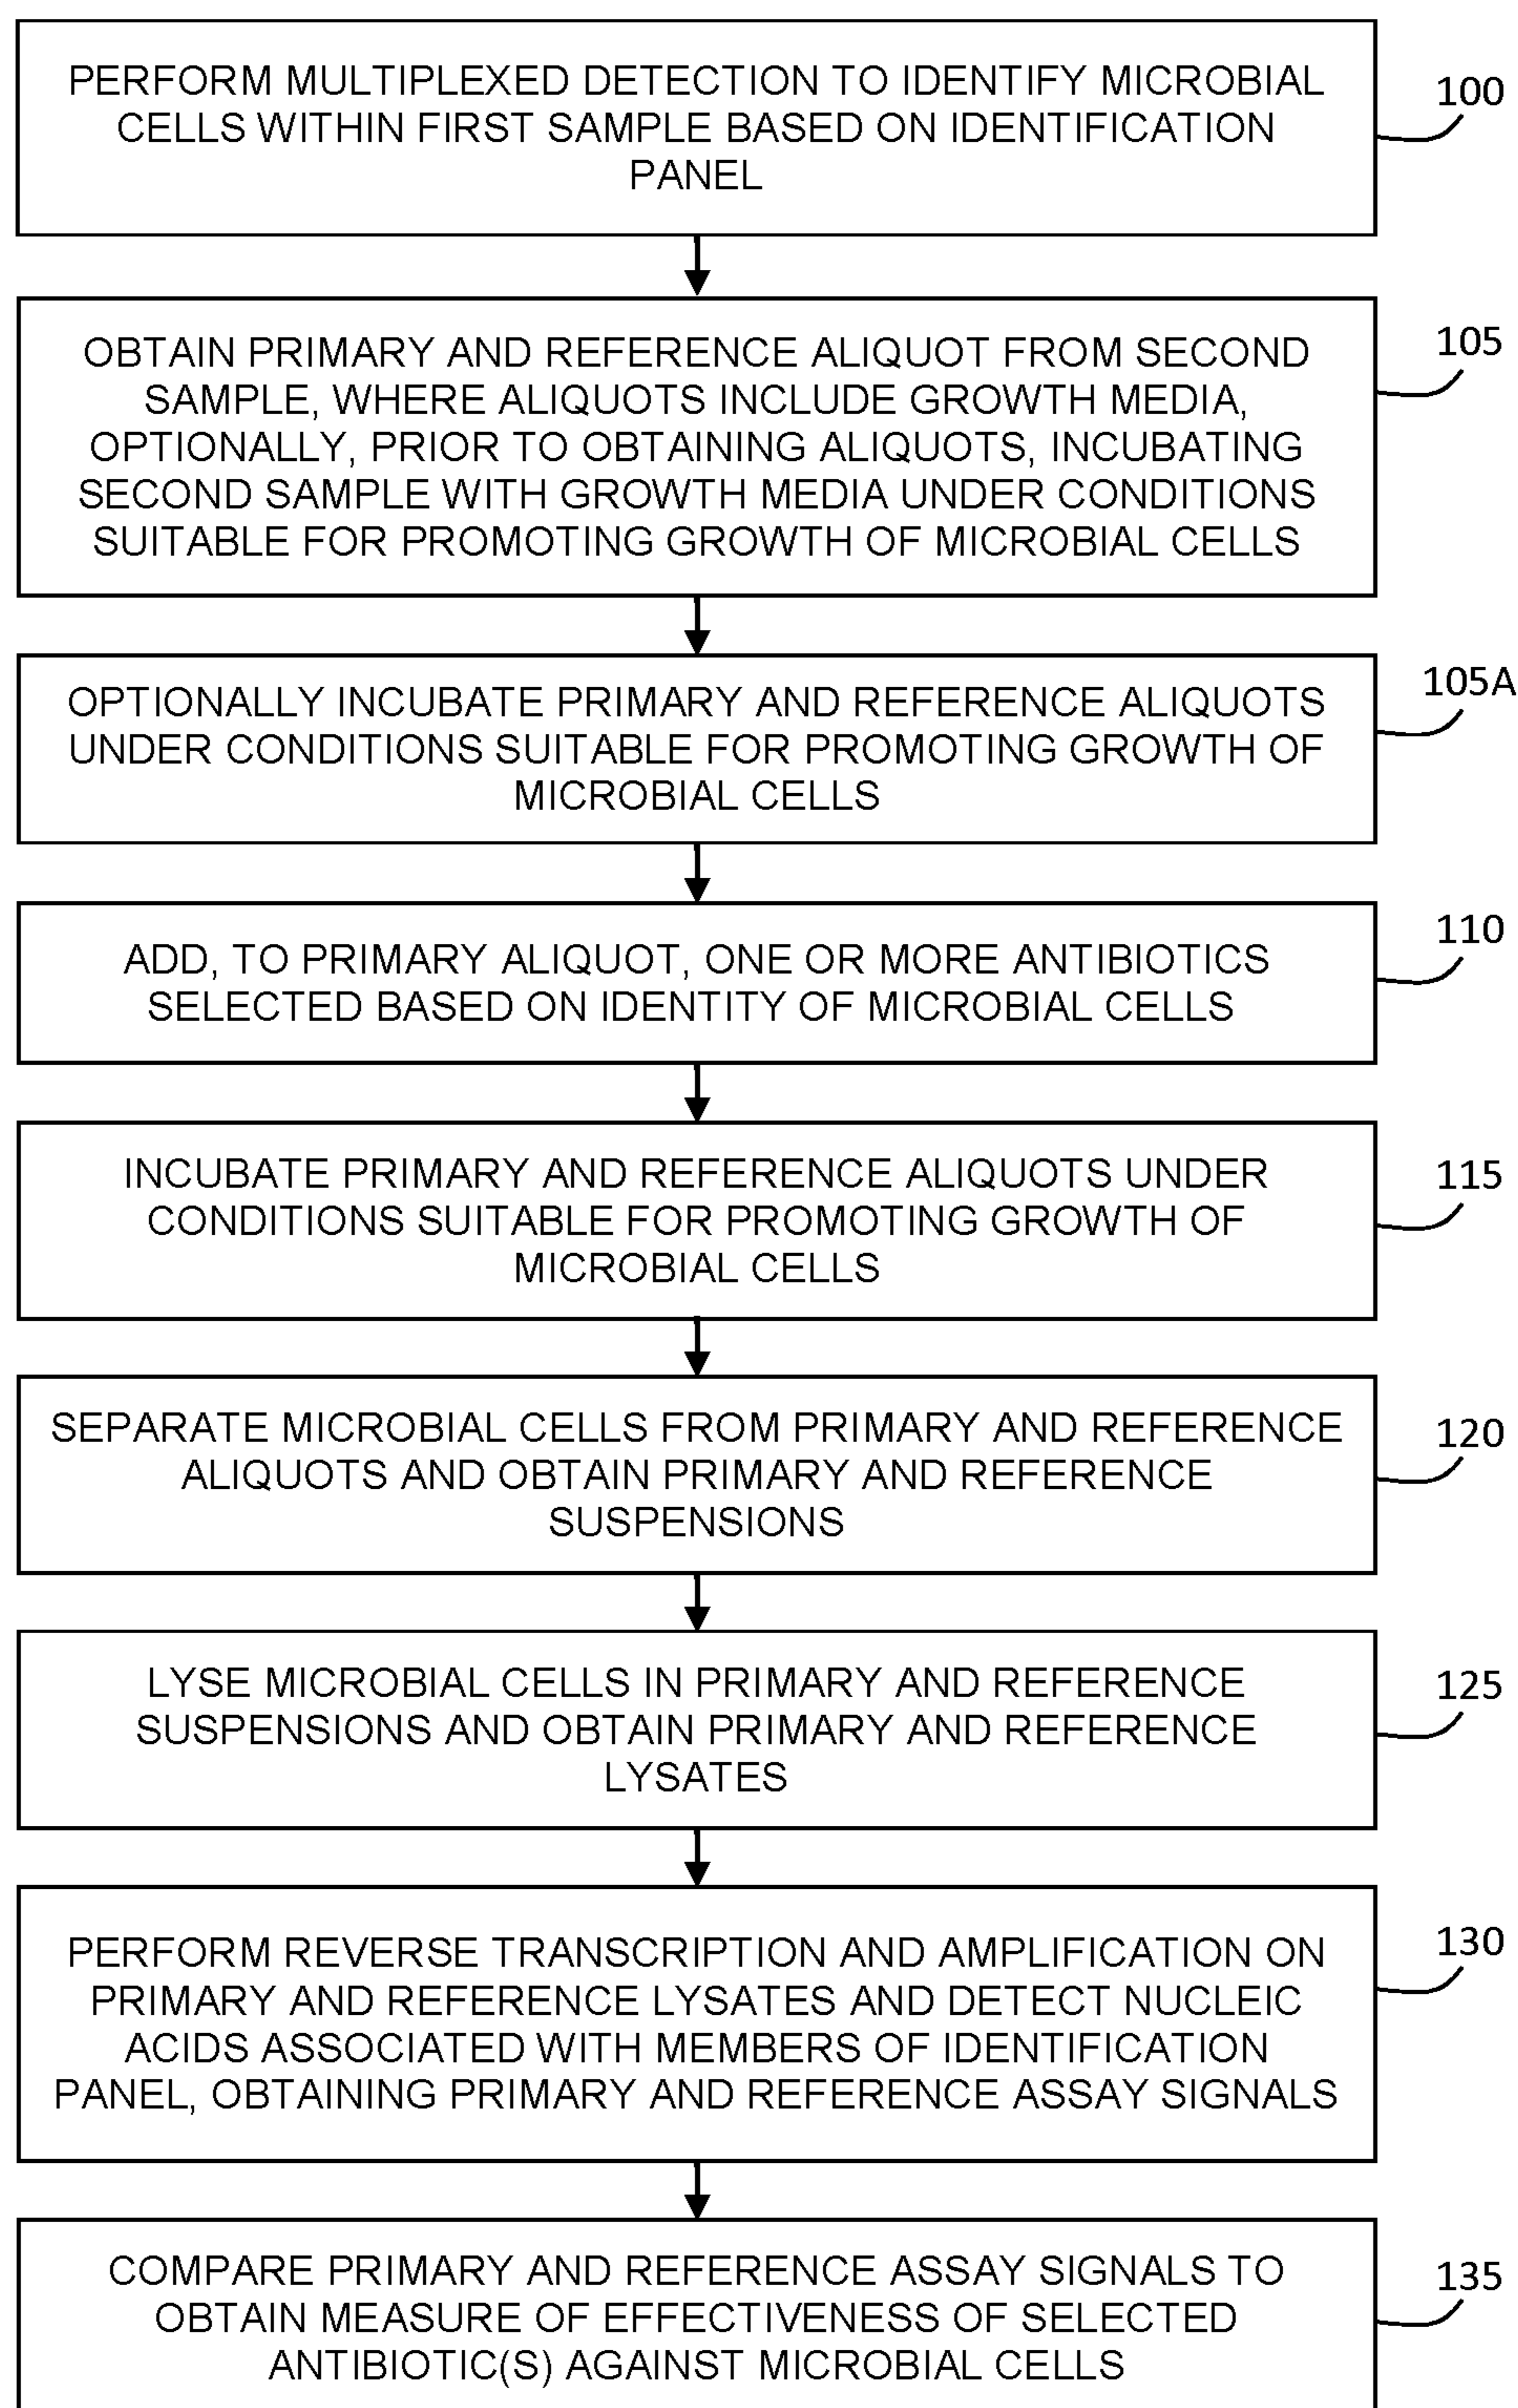 PERFORM MULTIPLEXED DETECTION TO IDENTIFY MICROBIAL
CELLS WITHIN FIRST SAMPLE BASED ON IDENTIFICATION
PANEL
100
OBTAIN PRIMARY AND REFERENCE ALIQUOT FROM SECOND
SAMPLE, WHERE ALIQUOTS INCLUDE GROWTH MEDIA,
OPTIONALLY, PRIOR TO OBTAINING ALIQUOTS, INCUBATING
SECOND SAMPLE WITH GROWTH MEDIA UNDER CONDITIONS
SUITABLE FOR PROMOTING GROWTH OF MICROBIAL CELLS
105
OPTIONALLY INCUBATE PRIMARY AND REFERENCE ALIQUOTS
UNDER CONDITIONS SUITABLE FOR PROMOTING GROWTH OF
MICROBIAL CELLS
105A
ADD, TO PRIMARY ALIQUOT, ONE OR MORE ANTIBIOTICS
SELECTED BASED ON IDENTITY OF MICROBIAL CELLS
110
INCUBATE PRIMARY AND REFERENCE ALIQUOTS UNDER
CONDITIONS SUITABLE FOR PROMOTING GROWTH OF
MICROBIAL CELLS
115
SEPARATE MICROBIAL CELLS FROM PRIMARY AND REFERENCE
ALIQUOTS AND OBTAIN PRIMARY AND REFERENCE
SUSPENSIONS
120
LYSE MICROBIAL CELLS IN PRIMARY AND REFERENCE
SUSPENSIONS AND OBTAIN PRIMARY AND REFERENCE
LYSATES
125
PERFORM REVERSE TRANSCRIPTION AND AMPLIFICATION ON
PRIMARY AND REFERENCE LYSATES AND DETECT NUCLEIC
ACIDS ASSOCIATED WITH MEMBERS OF IDENTIFICATION
PANEL, OBTAINING PRIMARY AND REFERENCE ASSAY SIGNALS
130
COMPARE PRIMARY AND REFERENCE ASSAY SIGNALS TO
OBTAIN MEASURE OF EFFECTIVENESS OF SELECTED
ANTIBIOTIC(S) AGAINST MICROBIAL CELLS
135